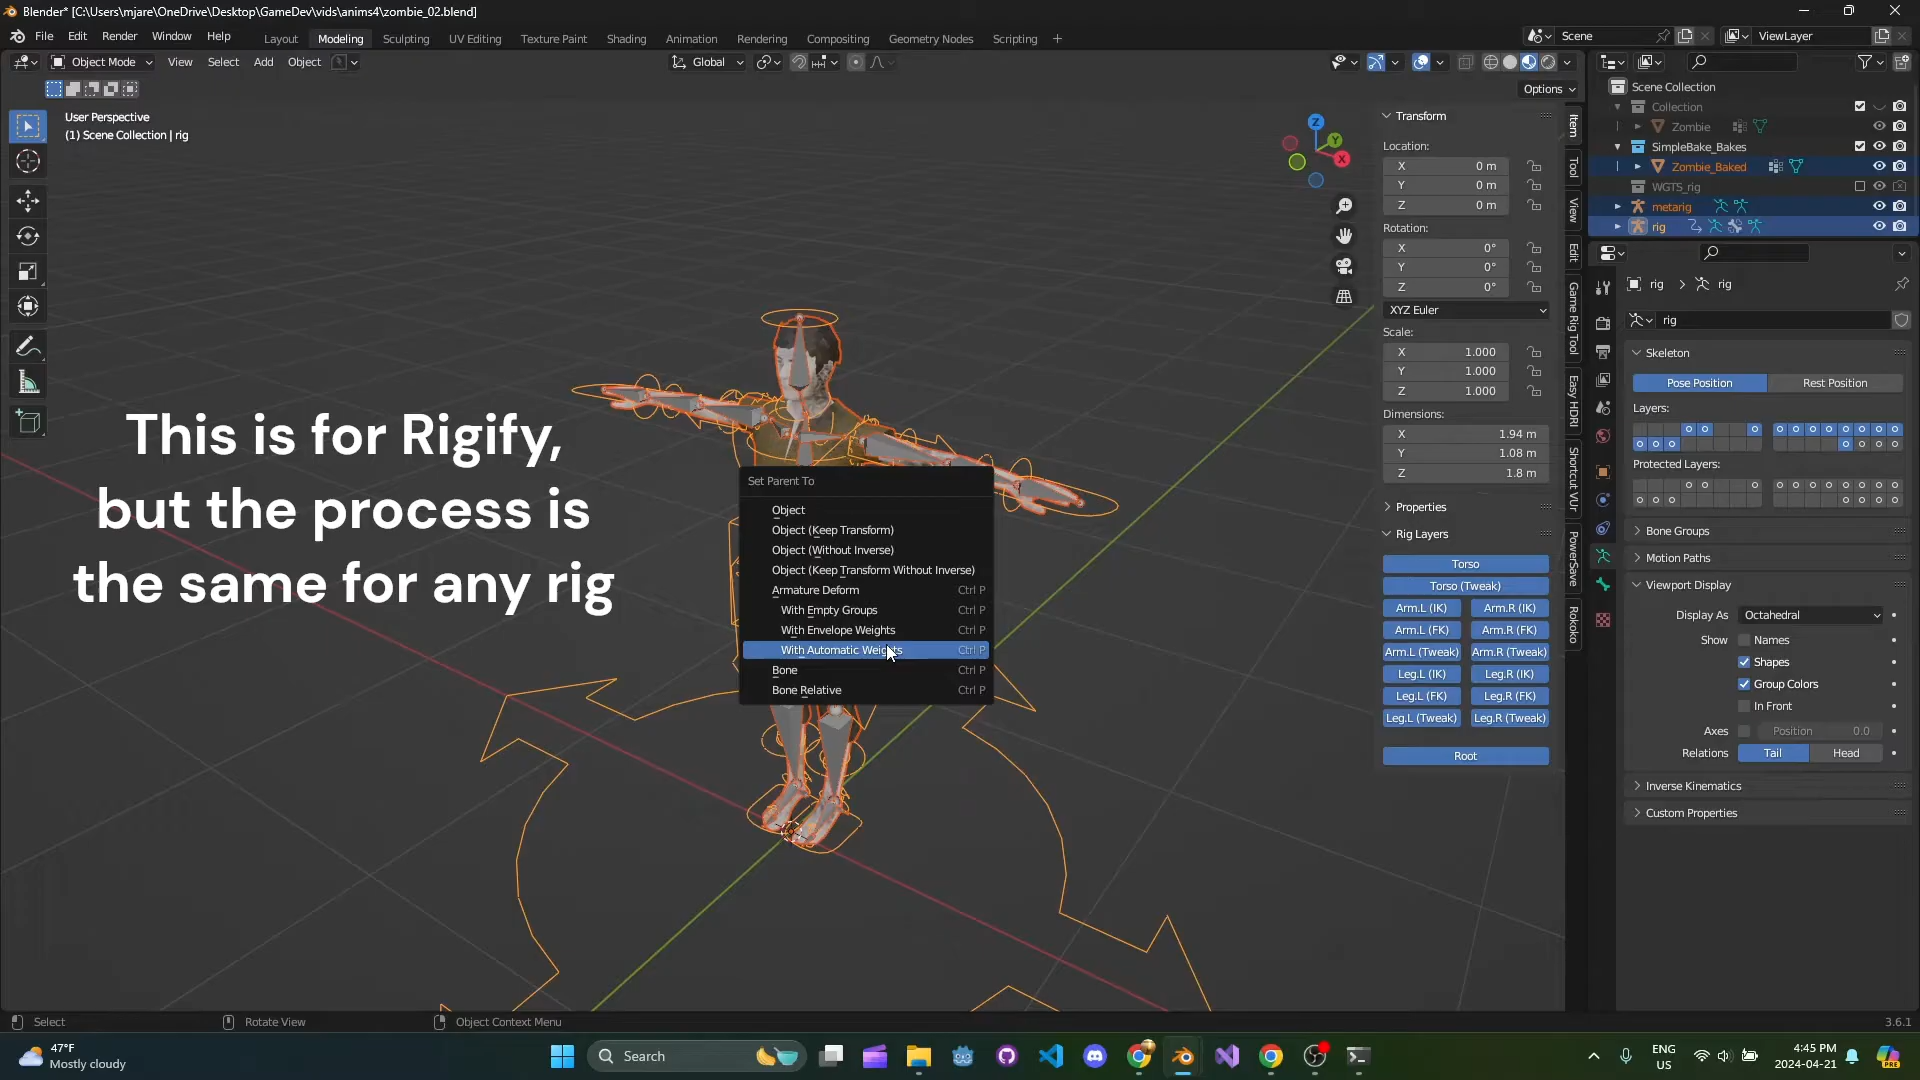 Blender* [C:\Users\mjare\OneDrive\Desktop\GameDev\vids\anims4\zombie_02.blend]
File Edit Render Window Help
Layout Modeling Sculpting UV Editing Texture Paint Shading Animation Rendering Compositing Geometry Nodes Scripting +
Scene
ViewLayer
Object Mode View Select Add Object
Global
Options
User Perspective
(1) Scene Collection | rig
Z Y X
This is for Rigify,
but the process is
the same for any rig
Set Parent To
Object
Object (Keep Transform)
Object (Without Inverse)
Object (Keep Transform Without Inverse)
Armature Deform Ctrl P
With Empty Groups Ctrl P
With Envelope Weights Ctrl P
With Automatic Weights Ctrl P
Bone Ctrl P
Bone Relative Ctrl P
Transform
Location:
X 0 m
Y 0 m
Z 0 m
Rotation:
X 0°
Y 0°
Z 0°
XYZ Euler
Scale:
X 1.000
Y 1.000
Z 1.000
Dimensions:
X 1.94 m
Y 1.08 m
Z 1.8 m
Properties
Rig Layers
Torso
Torso (Tweak)
Arm.L (IK) Arm.R (IK)
Arm.L (FK) Arm.R (FK)
Arm.L (Tweak) Arm.R (Tweak)
Leg.L (IK) Leg.R (IK)
Leg.L (FK) Leg.R (FK)
Leg.L (Tweak) Leg.R (Tweak)
Root
Item
Tool
View
Edit
Game Rig Tool
Easy HDRI
Shortcut VUr
PowerSave
Rokoko
Scene Collection
Collection
Zombie
SimpleBake_Bakes
Zombie_Baked
WGTS_rig
metarig
rig
rig > rig
rig
Skeleton
Pose Position Rest Position
Layers:
Protected Layers:
Bone Groups
Motion Paths
Viewport Display
Display As Octahedral
Show Names
Shapes
Group Colors
In Front
Axes Position 0.0
Relations Tail Head
Inverse Kinematics
Custom Properties
Select Rotate View Object Context Menu 3.6.1
47°F
Mostly cloudy
Search
ENG
US
4:45 PM
2024-04-21
PRE